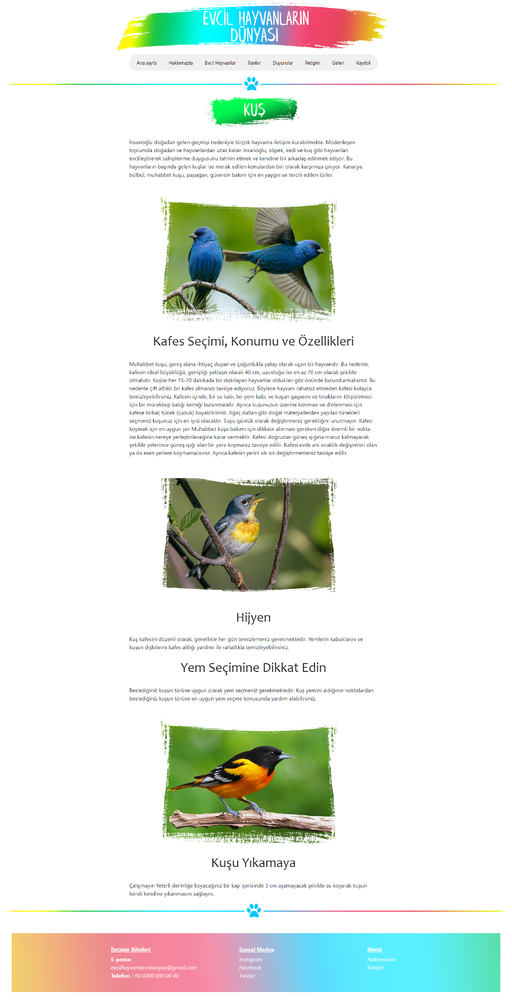 EVCİL HAYVANLARIN
DÜNYASI
Ana sayfa Hakkımızda Evcil Hayvanlar İlanlar Duyurular İletişim Galeri Kaydol
KUŞ
İnsanoğlu doğadan gelen geçmişi nedeniyle birçok hayvanla iletişim kurabilmekte. Modenleşen
toplumda doğadan ve hayvanlardan uzak kalan insanoğlu, köpek, kedi ve kuş gibi hayvanları
evcilleştirerek sahiplenme duygusunu tatmin etmek ve kendine bir arkadaş edinmek istiyor. Bu
hayvanların başında gelen kuşlar ise merak edilen konulardan biri olarak karşımıza çıkıyor. Kanarya,
bülbül, muhabbet kuşu, papağan, güvercin bakım için en yaygın ve tercih edilen türler.
Kafes Seçimi, Konumu ve Özellikleri
Muhabbet kuşu, geniş alana ihtiyaç duyan ve çoğunlukla yatay olarak uçan bir hayvandır. Bu nedenle,
kafesin ideal büyüklüğü, genişliği yaklaşık olarak 40 cm, uzunluğu ise en az 70 cm olacak şekilde
olmalıdır. Kuşlar her 15-20 dakikada bir dışkılayan hayvanlar oldukları göz önünde bulundurmalısınız. Bu
nedenle çift altlıklı bir kafes almanızı tavsiye ediyoruz. Böylece hayvanı rahatsız etmeden kafesi kolayca
temizleyebilirsiniz. Kafesin içinde, bir su kabı, bir yem kabı, ve kuşun gagasını ve tınaklarını törpülemesi
için bir mürekkep balığı kemiği bulunmalıdır. Ayrıca kuşunuzun üzerine konması ve dinlenmesi için
kafese birkaç tünek (çubuk) koyabilirsiniz. Ağaç dalları gibi doğal materyallerden yapılan tünekleri
seçmeniz kuşunuz için en iyisi olacaktır. Suyu günlük olarak değiştirmeniz gerektiğini unutmayın. Kafesi
koymak için en uygun yer Muhabbet kuşu bakımı için dikkate alınması gereken diğer önemli bir nokta
ise kafesin nereye yerleştirileceğine karar vermektir. Kafesi doğrudan güneş ışığına maruz kalmayacak
şekilde yeterince güneş ışığı alan bir yere koymanız tavsiye edilir. Kafesi evde ani sıcaklık değişimleri olan
ya da esen yerlere koymamalısınız. Ayrıca kafesin yerini sık sık değiştirmemeniz tavsiye edilir.
Hijyen
Kuş kafesini düzenli olarak, genellikle her gün temizlemeniz gerekmektedir. Yemlerin kabuklarını ve
kuşun dışkılarını kafes altlığı yardımı ile rahatlıkla temizleyebilirsiniz.
Yem Seçimine Dikkat Edin
Beslediğiniz kuşun türüne uygun olarak yem seçmeniz gerekmektedir. Kuş yemini aldığının noktalardan
beslediğiniz kuşun türüne en uygun yem seçme konusunda yardım alabilirsiniz.
Kuşu Yıkamaya
Çalışmayın Yeterli derinliğe koyacağınız bir kap içerisinde 3 cm aşamayacak şekilde su koyarak kuşun
kendi kendine yıkanmasını sağlayın.
İletişim Bilgileri
E-posta:
evcilhayvanlarındünyasi@gmail.com
Telefon +90 0000 000 00 00
Sosyal Medya
İnstagram
Facebook
Twitter
Menü
Hakkımızda
İletişim